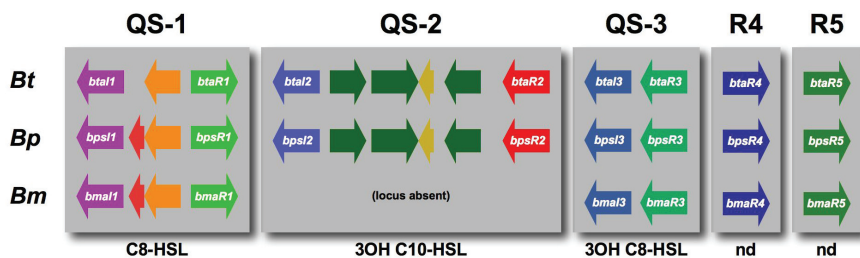 QS-1 QS-2 QS-3 R4 R5
Bt btaI1 btaR1 btaI2 btaR2 btaI3 btaR3 btaR4 btaR5
Bp bpsI1 bpsR1 bpsI2 bpsR2 bpsI3 bpsR3 bpsR4 bpsR5
Bm bmaI1 bmaR1 (locus absent) bmaI3 bmaR3 bmaR4 bmaR5
C8-HSL 3OH C10-HSL 3OH C8-HSL nd nd